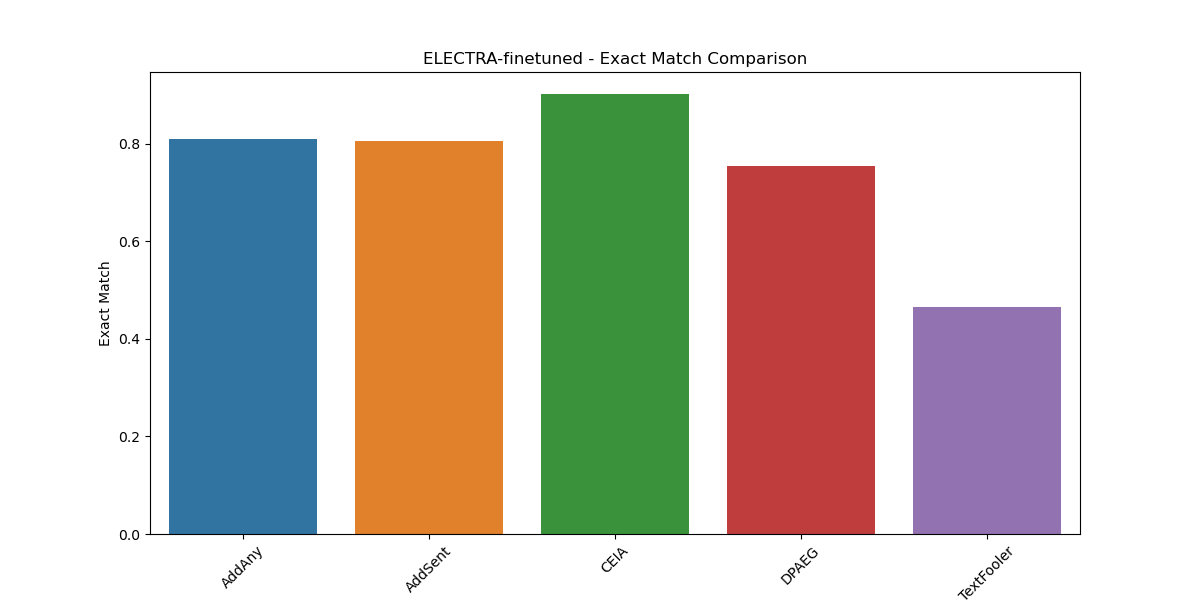 ELECTRA-finetuned - Exact Match Comparison
Exact Match
0.8
0.6
0.4
0.2
0.0
AddAny
AddSent
CEIA
DPAEG
TextFooler